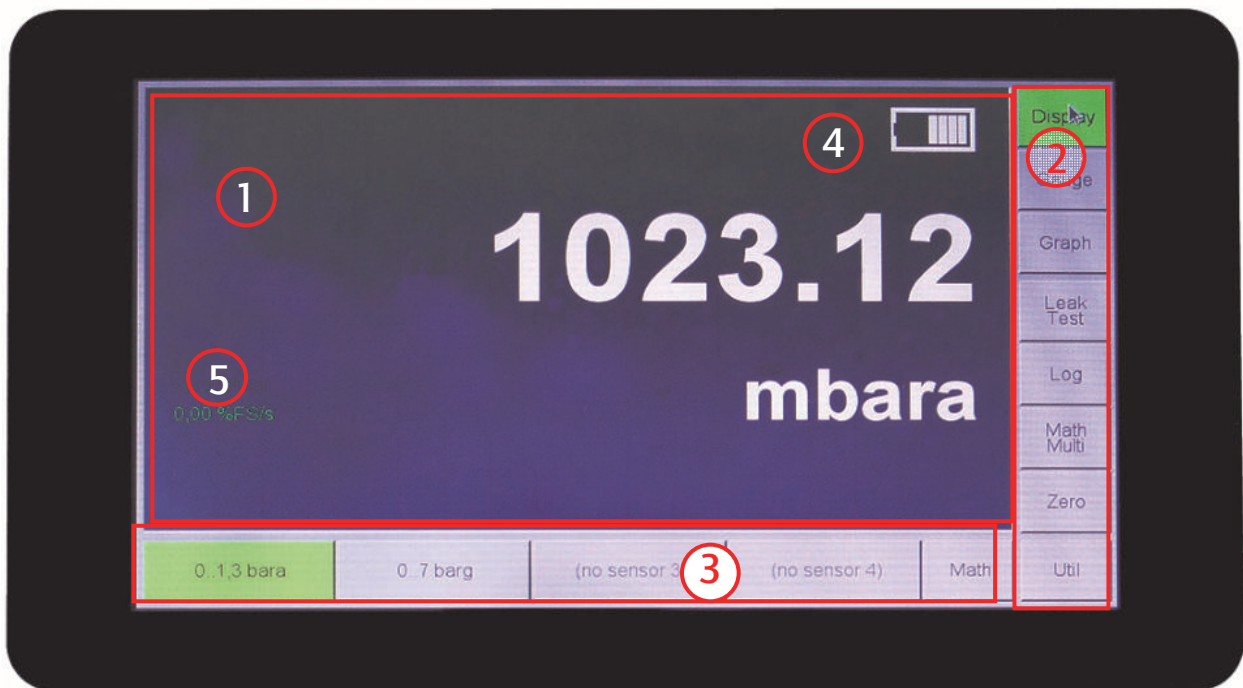 4
Display
2
1
Gauge
1023.12
Graph
Leak
Test
5
Log
0,00 %FS/s
mbara
Math
Multi
Zero
0..1,3 bara
0..7 barg
(no sensor 3
3
(no sensor 4)
Math
Util